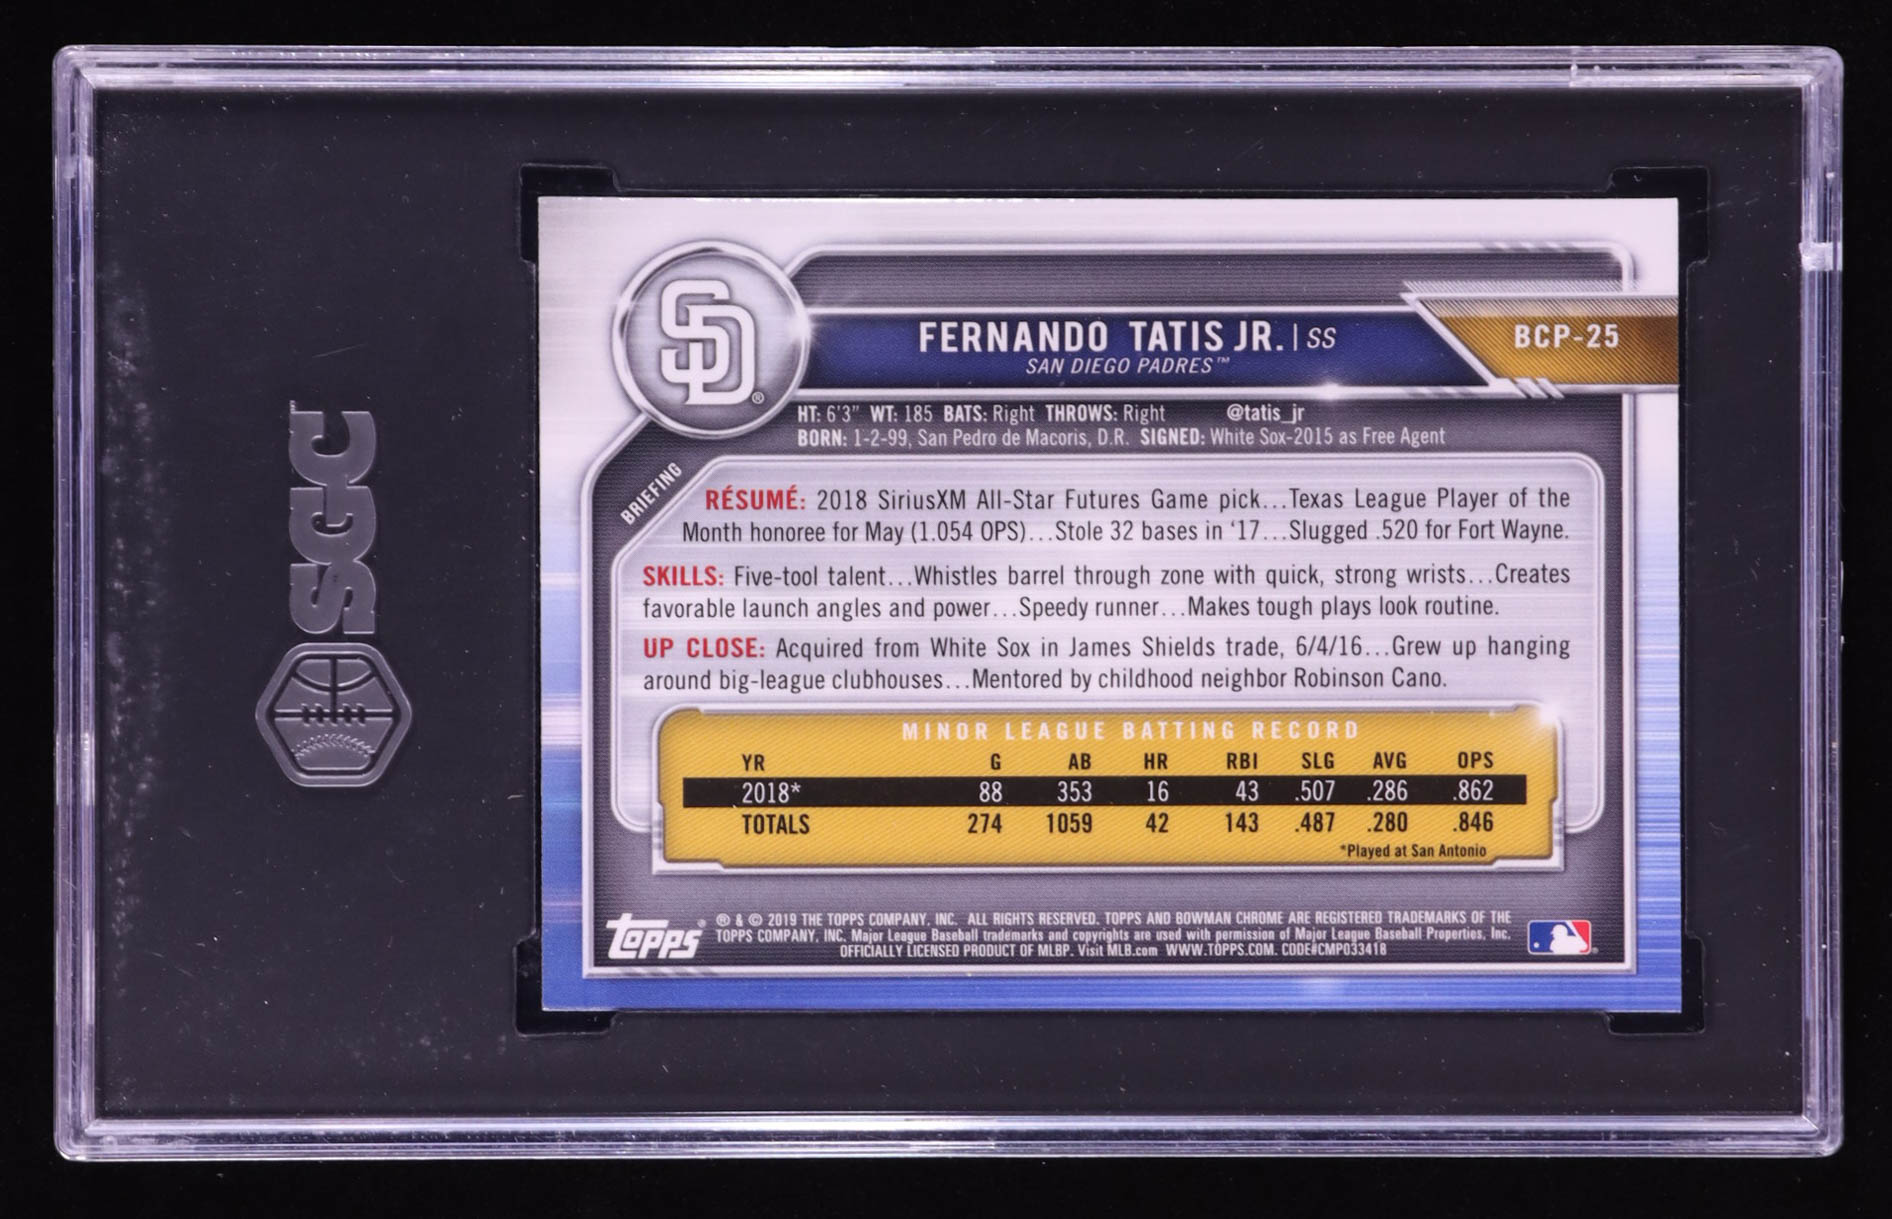 SGC
SD®
FERNANDO TATIS JR. | SS
SAN DIEGO PADRES™
BCP-25
HT: 6'3" WT: 185 BATS: Right THROWS: Right @tatis_jr
BORN: 1-2-99, San Pedro de Macoris, D.R. SIGNED: White Sox-2015 as Free Agent
BRIEFING
RÉSUMÉ: 2018 SiriusXM All-Star Futures Game pick...Texas League Player of the
Month honoree for May (1.054 OPS)...Stole 32 bases in ‘17...Slugged .520 for Fort Wayne.
SKILLS: Five-tool talent...Whistles barrel through zone with quick, strong wrists...Creates
favorable launch angles and power...Speedy runner...Makes tough plays look routine.
UP CLOSE: Acquired from White Sox in James Shields trade, 6/4/16...Grew up hanging
around big-league clubhouses...Mentored by childhood neighbor Robinson Cano.
MINOR LEAGUE BATTING RECORD
YR G AB HR RBI SLG AVG OPS
2018* 88 353 16 43 .507 .286 .862
TOTALS 274 1059 42 143 .487 .280 .846
*Played at San Antonio
topps® ® & © 2019 THE TOPPS COMPANY, INC. ALL RIGHTS RESERVED. TOPPS AND BOWMAN CHROME ARE REGISTERED TRADEMARKS OF THE
TOPPS COMPANY, INC. Major League Baseball trademarks and copyrights are used with permission of Major League Baseball Properties, Inc.
OFFICIALLY LICENSED PRODUCT OF MLBP. Visit MLB.com WWW.TOPPS.COM. CODE#CMP033418